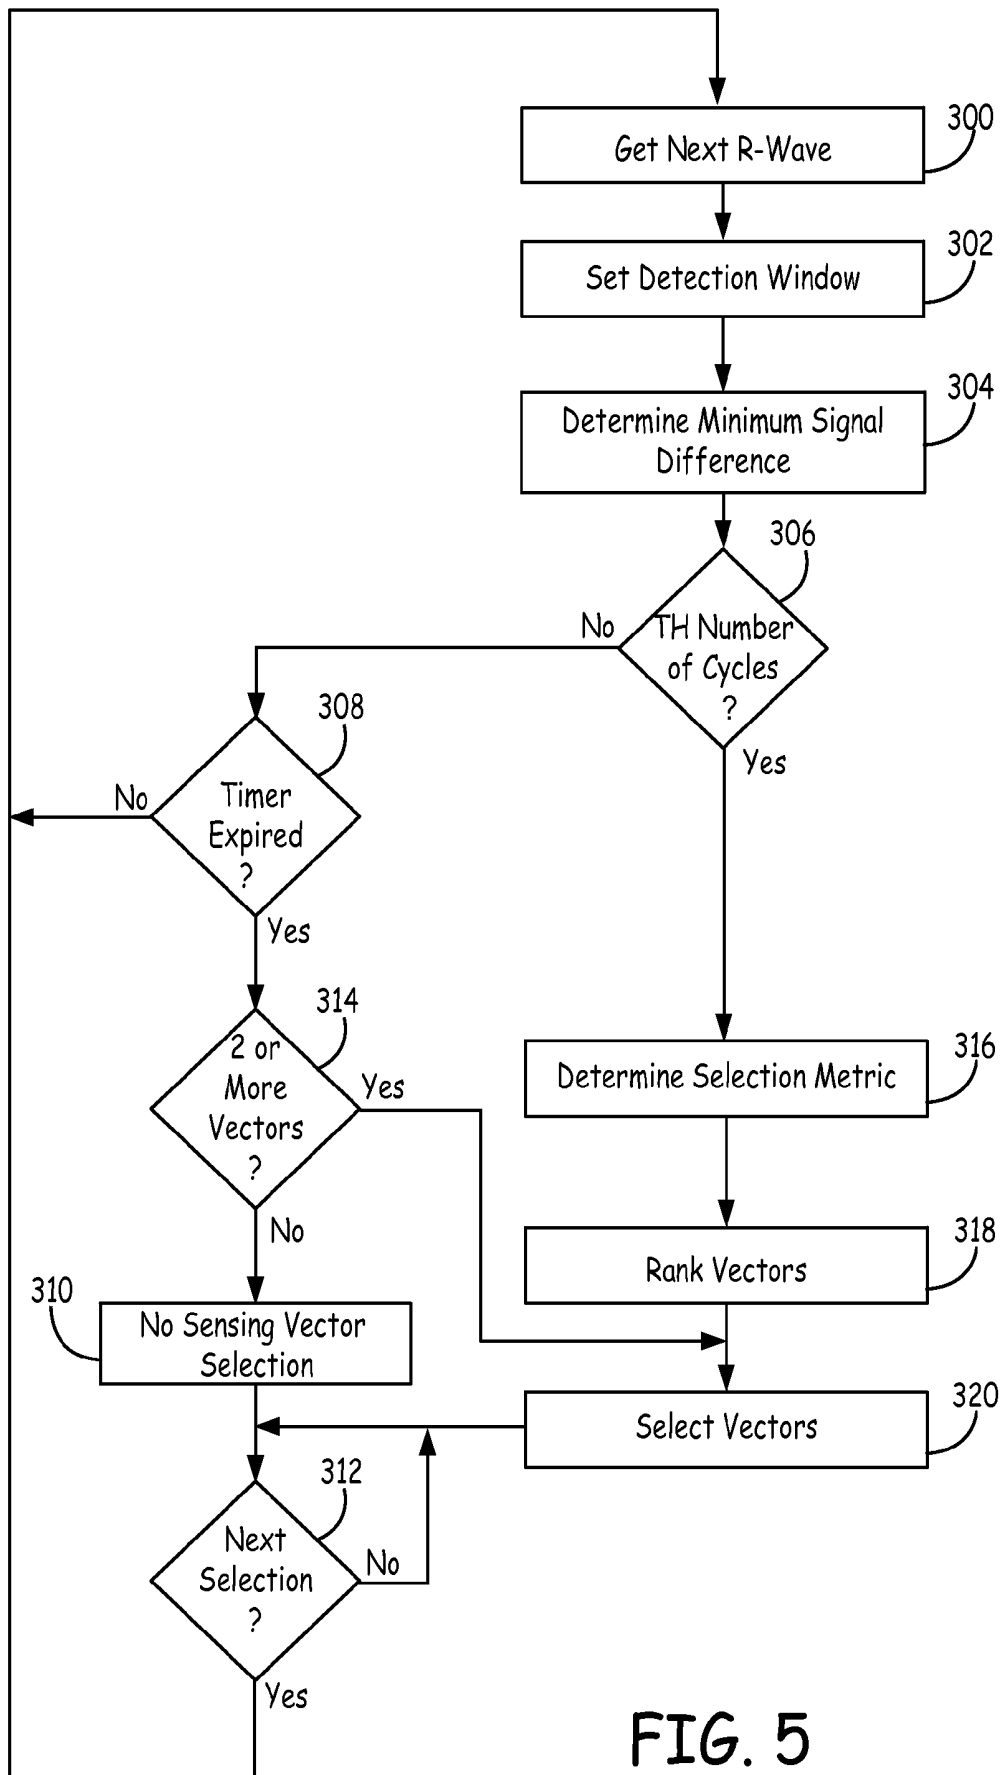 300
Get Next R-Wave
302
Set Detection Window
304
Determine Minimum Signal
Difference
306
No
TH Number
of Cycles
?
Yes
308
No
Timer
Expired
?
Yes
314
2 or
More
Vectors
?
Yes
No
316
Determine Selection Metric
318
Rank Vectors
310
No Sensing Vector
Selection
320
Select Vectors
312
Next
Selection
?
No
Yes
FIG. 5